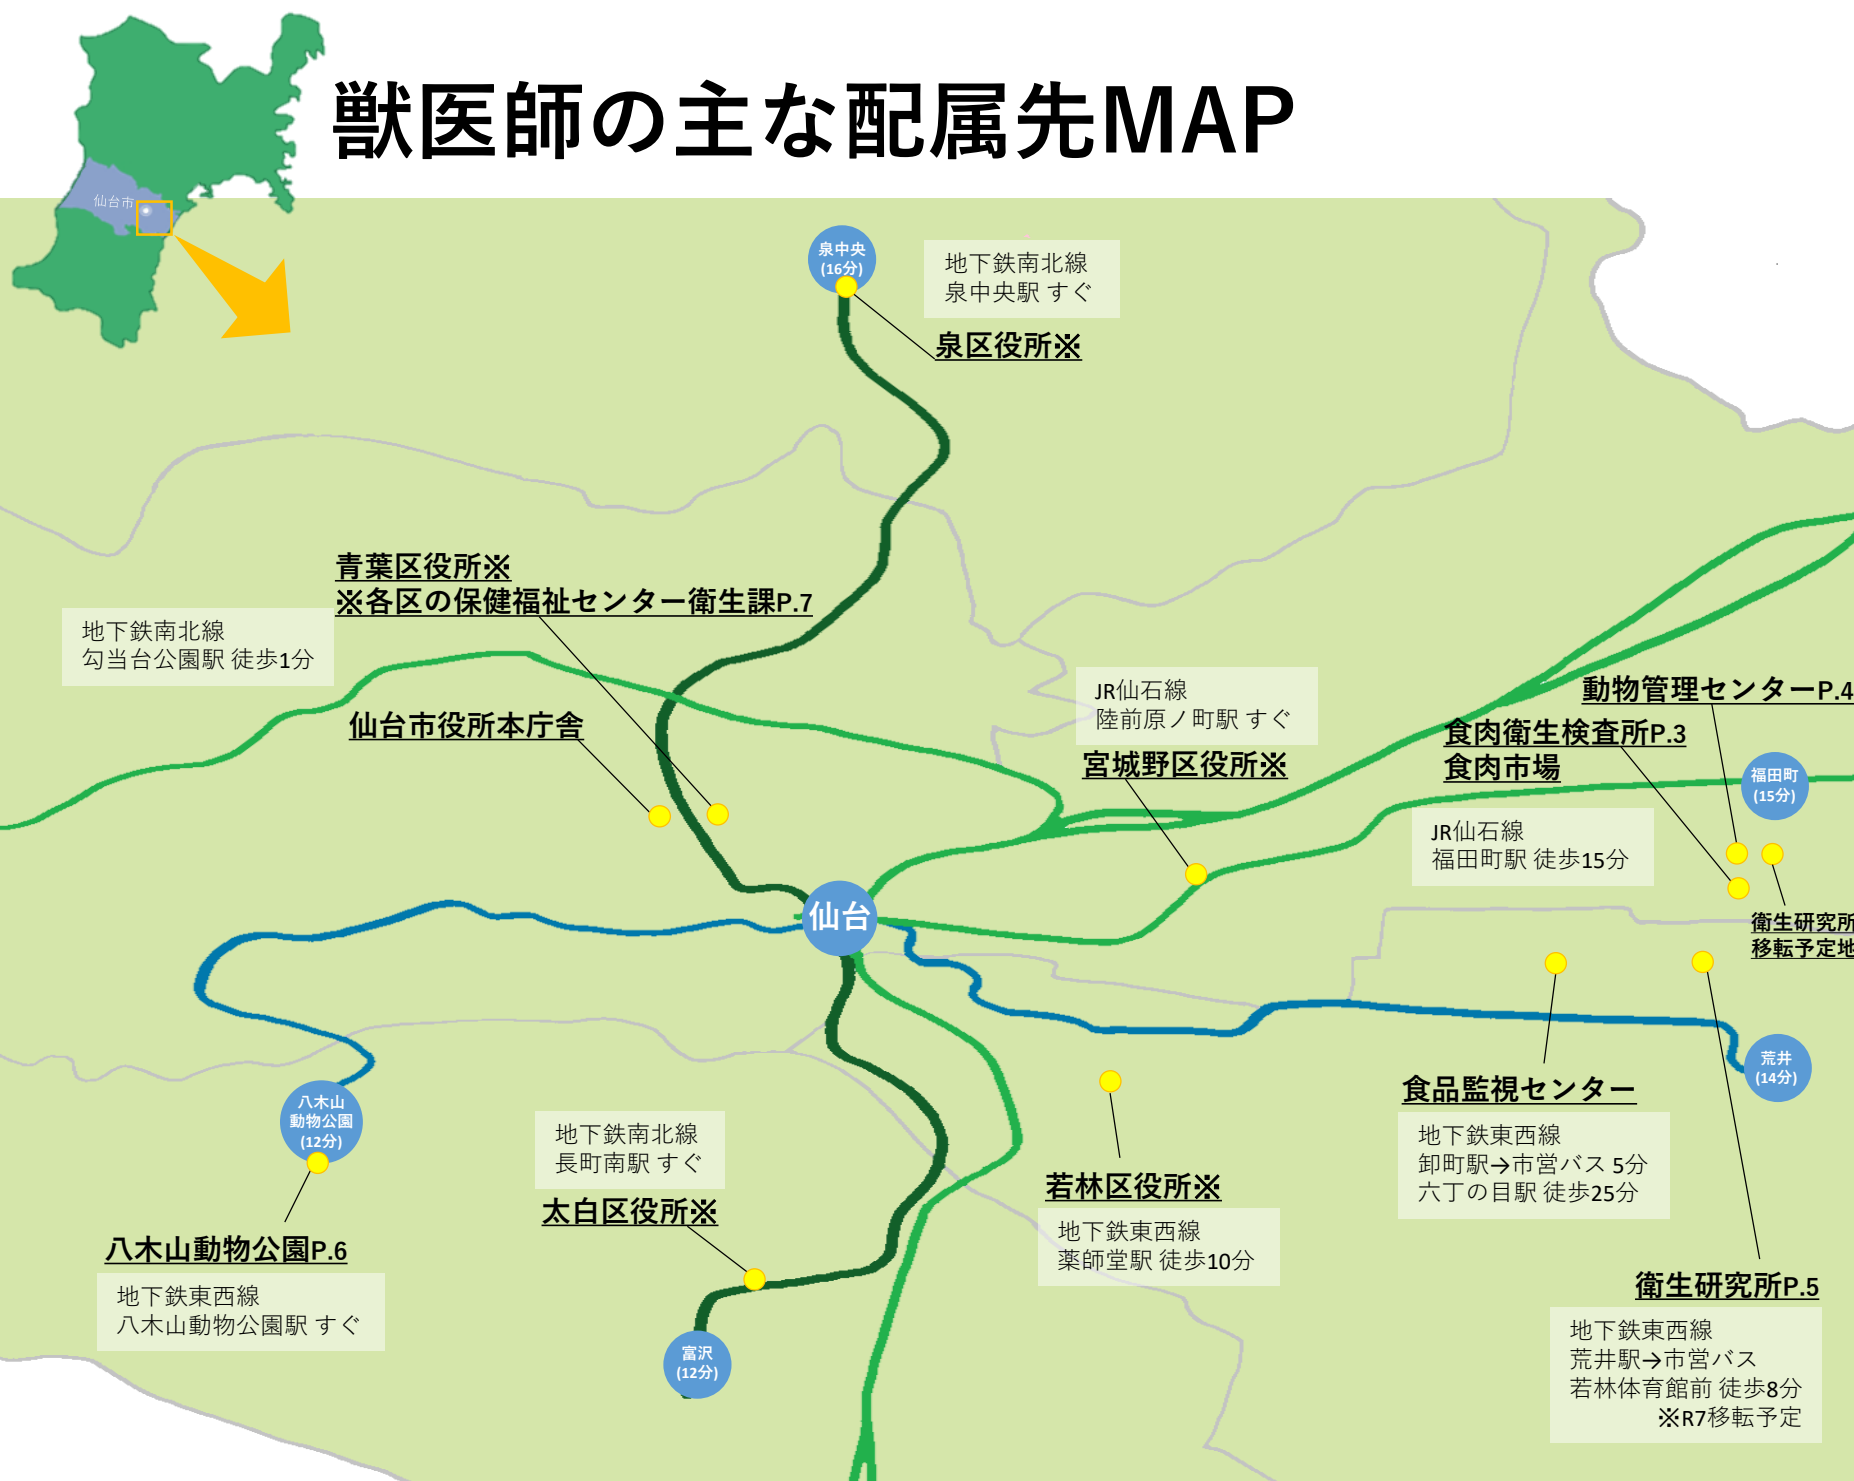 獣医師の主な配属先MAP
仙台市
泉中央
(16分)
地下鉄南北線
泉中央駅 すぐ
泉区役所※
青葉区役所※
※各区の保健福祉センター衛生課P.7
地下鉄南北線
勾当台公園駅 徒歩1分
仙台市役所本庁舎
JR仙石線
陸前原ノ町駅 すぐ
宮城野区役所※
動物管理センターP.4
食肉衛生検査所P.3
食肉市場
福田町
(15分)
JR仙石線
福田町駅 徒歩15分
衛生研究所
移転予定地
仙台
荒井
(14分)
八木山
動物公園
(12分)
八木山動物公園P.6
地下鉄東西線
八木山動物公園駅 すぐ
地下鉄南北線
長町南駅 すぐ
太白区役所※
富沢
(12分)
若林区役所※
地下鉄東西線
薬師堂駅 徒歩10分
食品監視センター
地下鉄東西線
卸町駅→市営バス 5分
六丁の目駅 徒歩25分
衛生研究所P.5
地下鉄東西線
荒井駅→市営バス
若林体育館前 徒歩8分
※R7移転予定